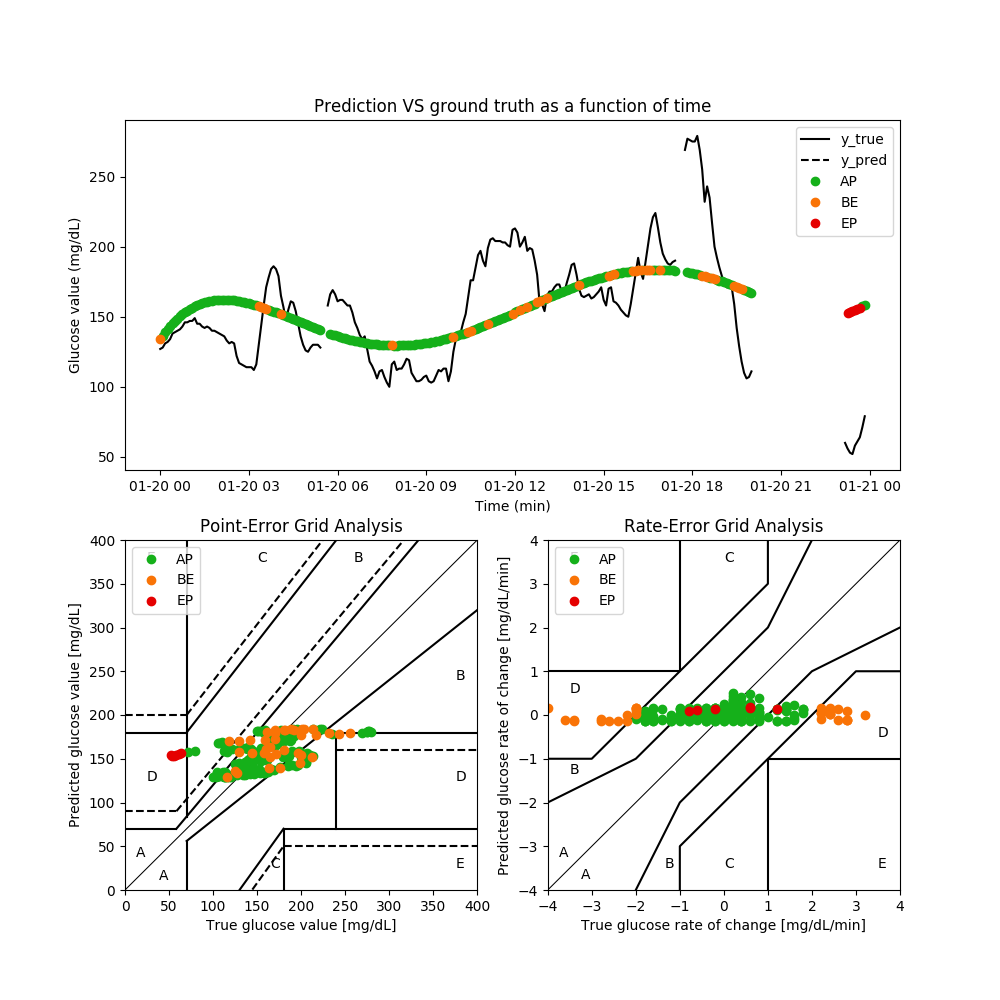 Prediction VS ground truth as a function of time
Glucose value (mg/dL)
250
200
150
100
50
y_true
y_pred
AP
BE
EP
01-20 00 01-20 03 01-20 06 01-20 09 01-20 12 01-20 15 01-20 18 01-20 21 01-21 00
Time (min)
Point-Error Grid Analysis
Predicted glucose value [mg/dL]
400
350
300
250
200
150
100
50
0
AP
BE
EP
C
B
B
D
D
A
A
C
E
0 50 100 150 200 250 300 350 400
True glucose value [mg/dL]
Rate-Error Grid Analysis
Predicted glucose rate of change [mg/dL/min]
4
3
2
1
0
−1
−2
−3
−4
AP
BE
EP
C
D
D
B
A
A
B
C
E
−4 −3 −2 −1 0 1 2 3 4
True glucose rate of change [mg/dL/min]